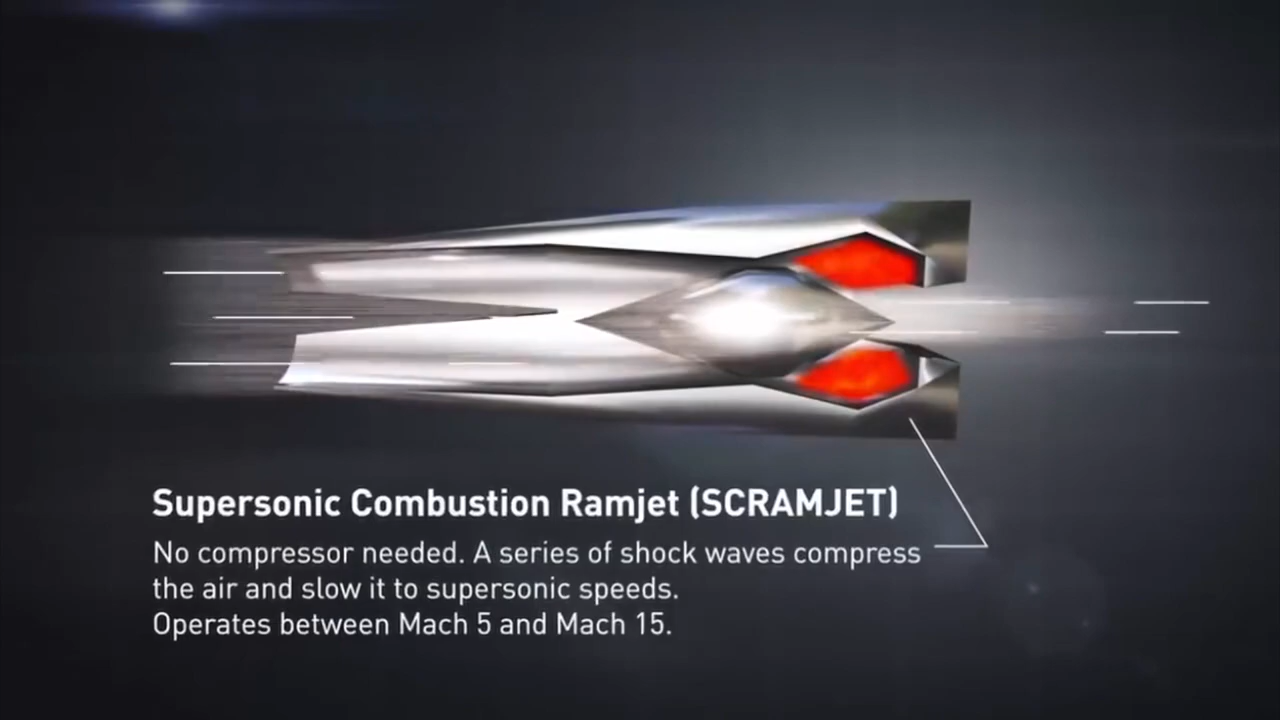 Supersonic Combustion Ramjet (SCRAMJET)
No compressor needed. A series of shock waves compress
the air and slow it to supersonic speeds.
Operates between Mach 5 and Mach 15.